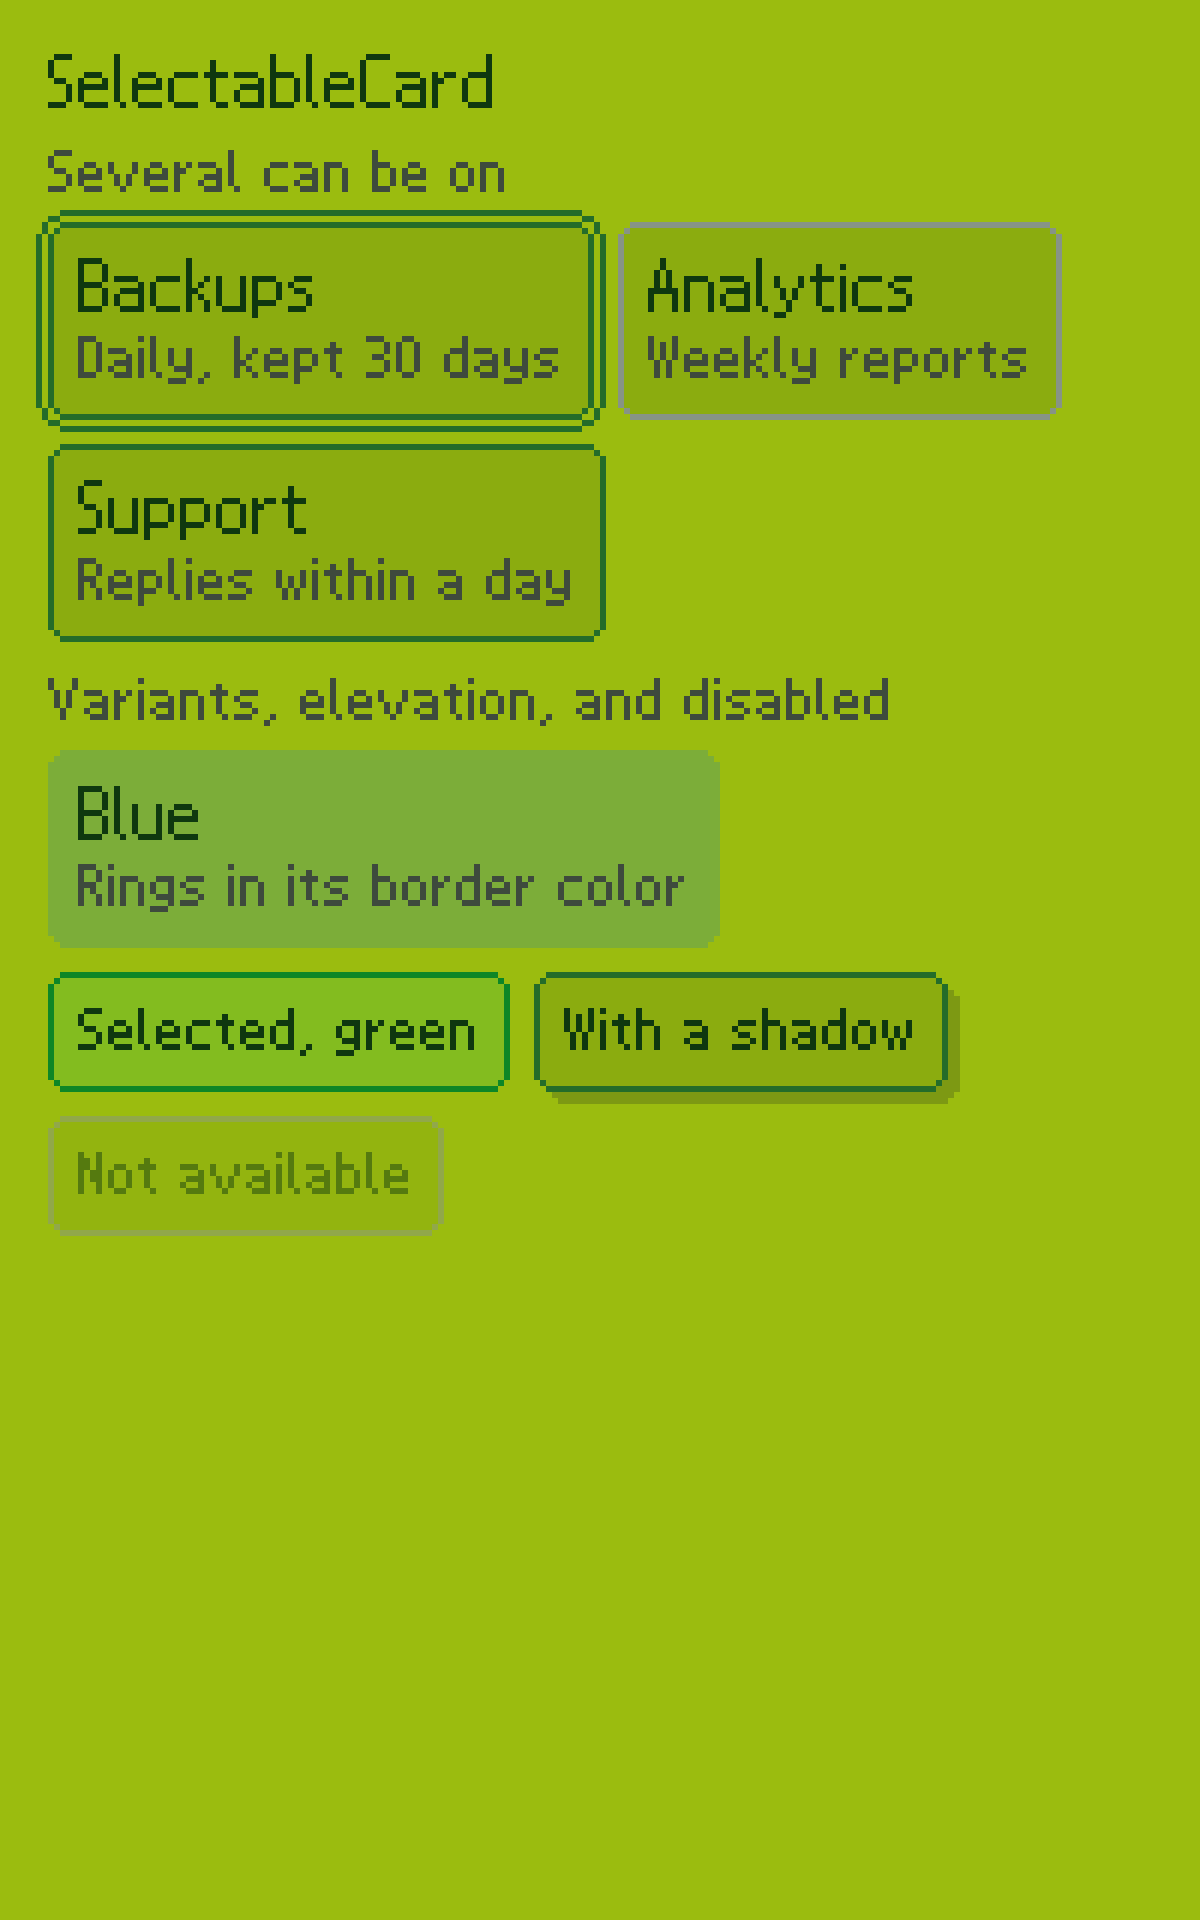 SelectableCard
Several can be on
Backups
Daily, kept 30 days
Analytics
Weekly reports
Support
Replies within a day
Variants, elevation, and disabled
Blue
Rings in its border color
Selected, green
With a shadow
Not available